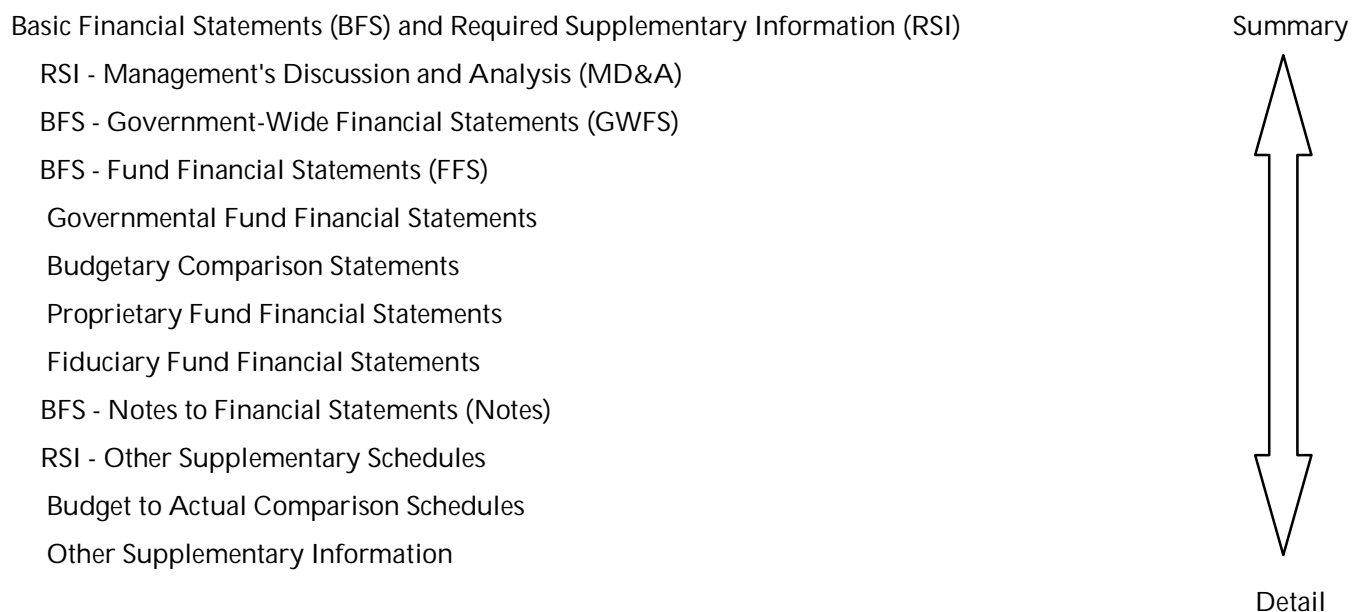 Basic Financial Statements (BFS) and Required Supplementary Information (RSI) Summary
RSI - Management's Discussion and Analysis (MD&A)
BFS - Government-Wide Financial Statements (GWFS)
BFS - Fund Financial Statements (FFS)
Governmental Fund Financial Statements
Budgetary Comparison Statements
Proprietary Fund Financial Statements
Fiduciary Fund Financial Statements
BFS - Notes to Financial Statements (Notes)
RSI - Other Supplementary Schedules
Budget to Actual Comparison Schedules
Other Supplementary Information
Detail